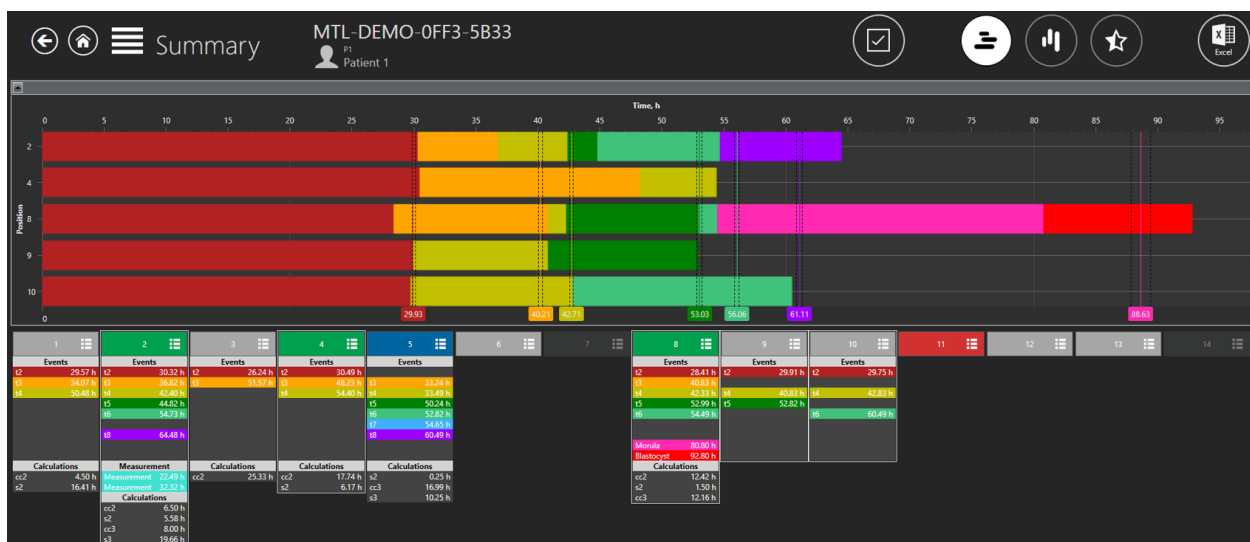 Summary
MTL-DEMO-0FF3-5B33
P1
Patient 1
Excel
Time, h
0 5 10 15 20 25 30 35 40 45 50 55 60 65 70 75 80 85 90 95
Position
2
4
8
9
10
0
29.93 40.21 42.71 53.03 56.06 61.11 88.63
1 2 3 4 5 6 7 8 9 10 11 12 13 14
Events
t2 29.57 h
t3 34.07 h
t4 50.48 h
Calculations
cc2 4.50 h
s2 16.41 h
Events
t2 30.32 h
t3 36.82 h
t4 42.40 h
t5 44.82 h
t6 54.73 h
t8 64.48 h
Measurement
Measurement 22.49 h
Measurement 32.32 h
Calculations
cc2 6.50 h
s2 5.58 h
cc3 8.00 h
s3 19.66 h
Events
t2 26.24 h
t3 51.57 h
Calculations
cc2 25.33 h
Events
t2 30.49 h
t3 48.23 h
t4 54.40 h
Calculations
cc2 17.74 h
s2 6.17 h
Events
t3 33.24 h
t4 33.49 h
t5 50.24 h
t6 52.82 h
t7 54.65 h
t8 60.49 h
Calculations
s2 0.25 h
cc3 16.99 h
s3 10.25 h
Events
t2 28.41 h
t3 40.83 h
t4 42.33 h
t5 52.99 h
t6 54.49 h
Morula 80.80 h
Blastocyst 92.80 h
Calculations
cc2 12.42 h
s2 1.50 h
cc3 12.16 h
Events
t2 29.91 h
t4 40.83 h
t5 52.82 h
Events
t2 29.75 h
t4 42.83 h
t6 60.49 h